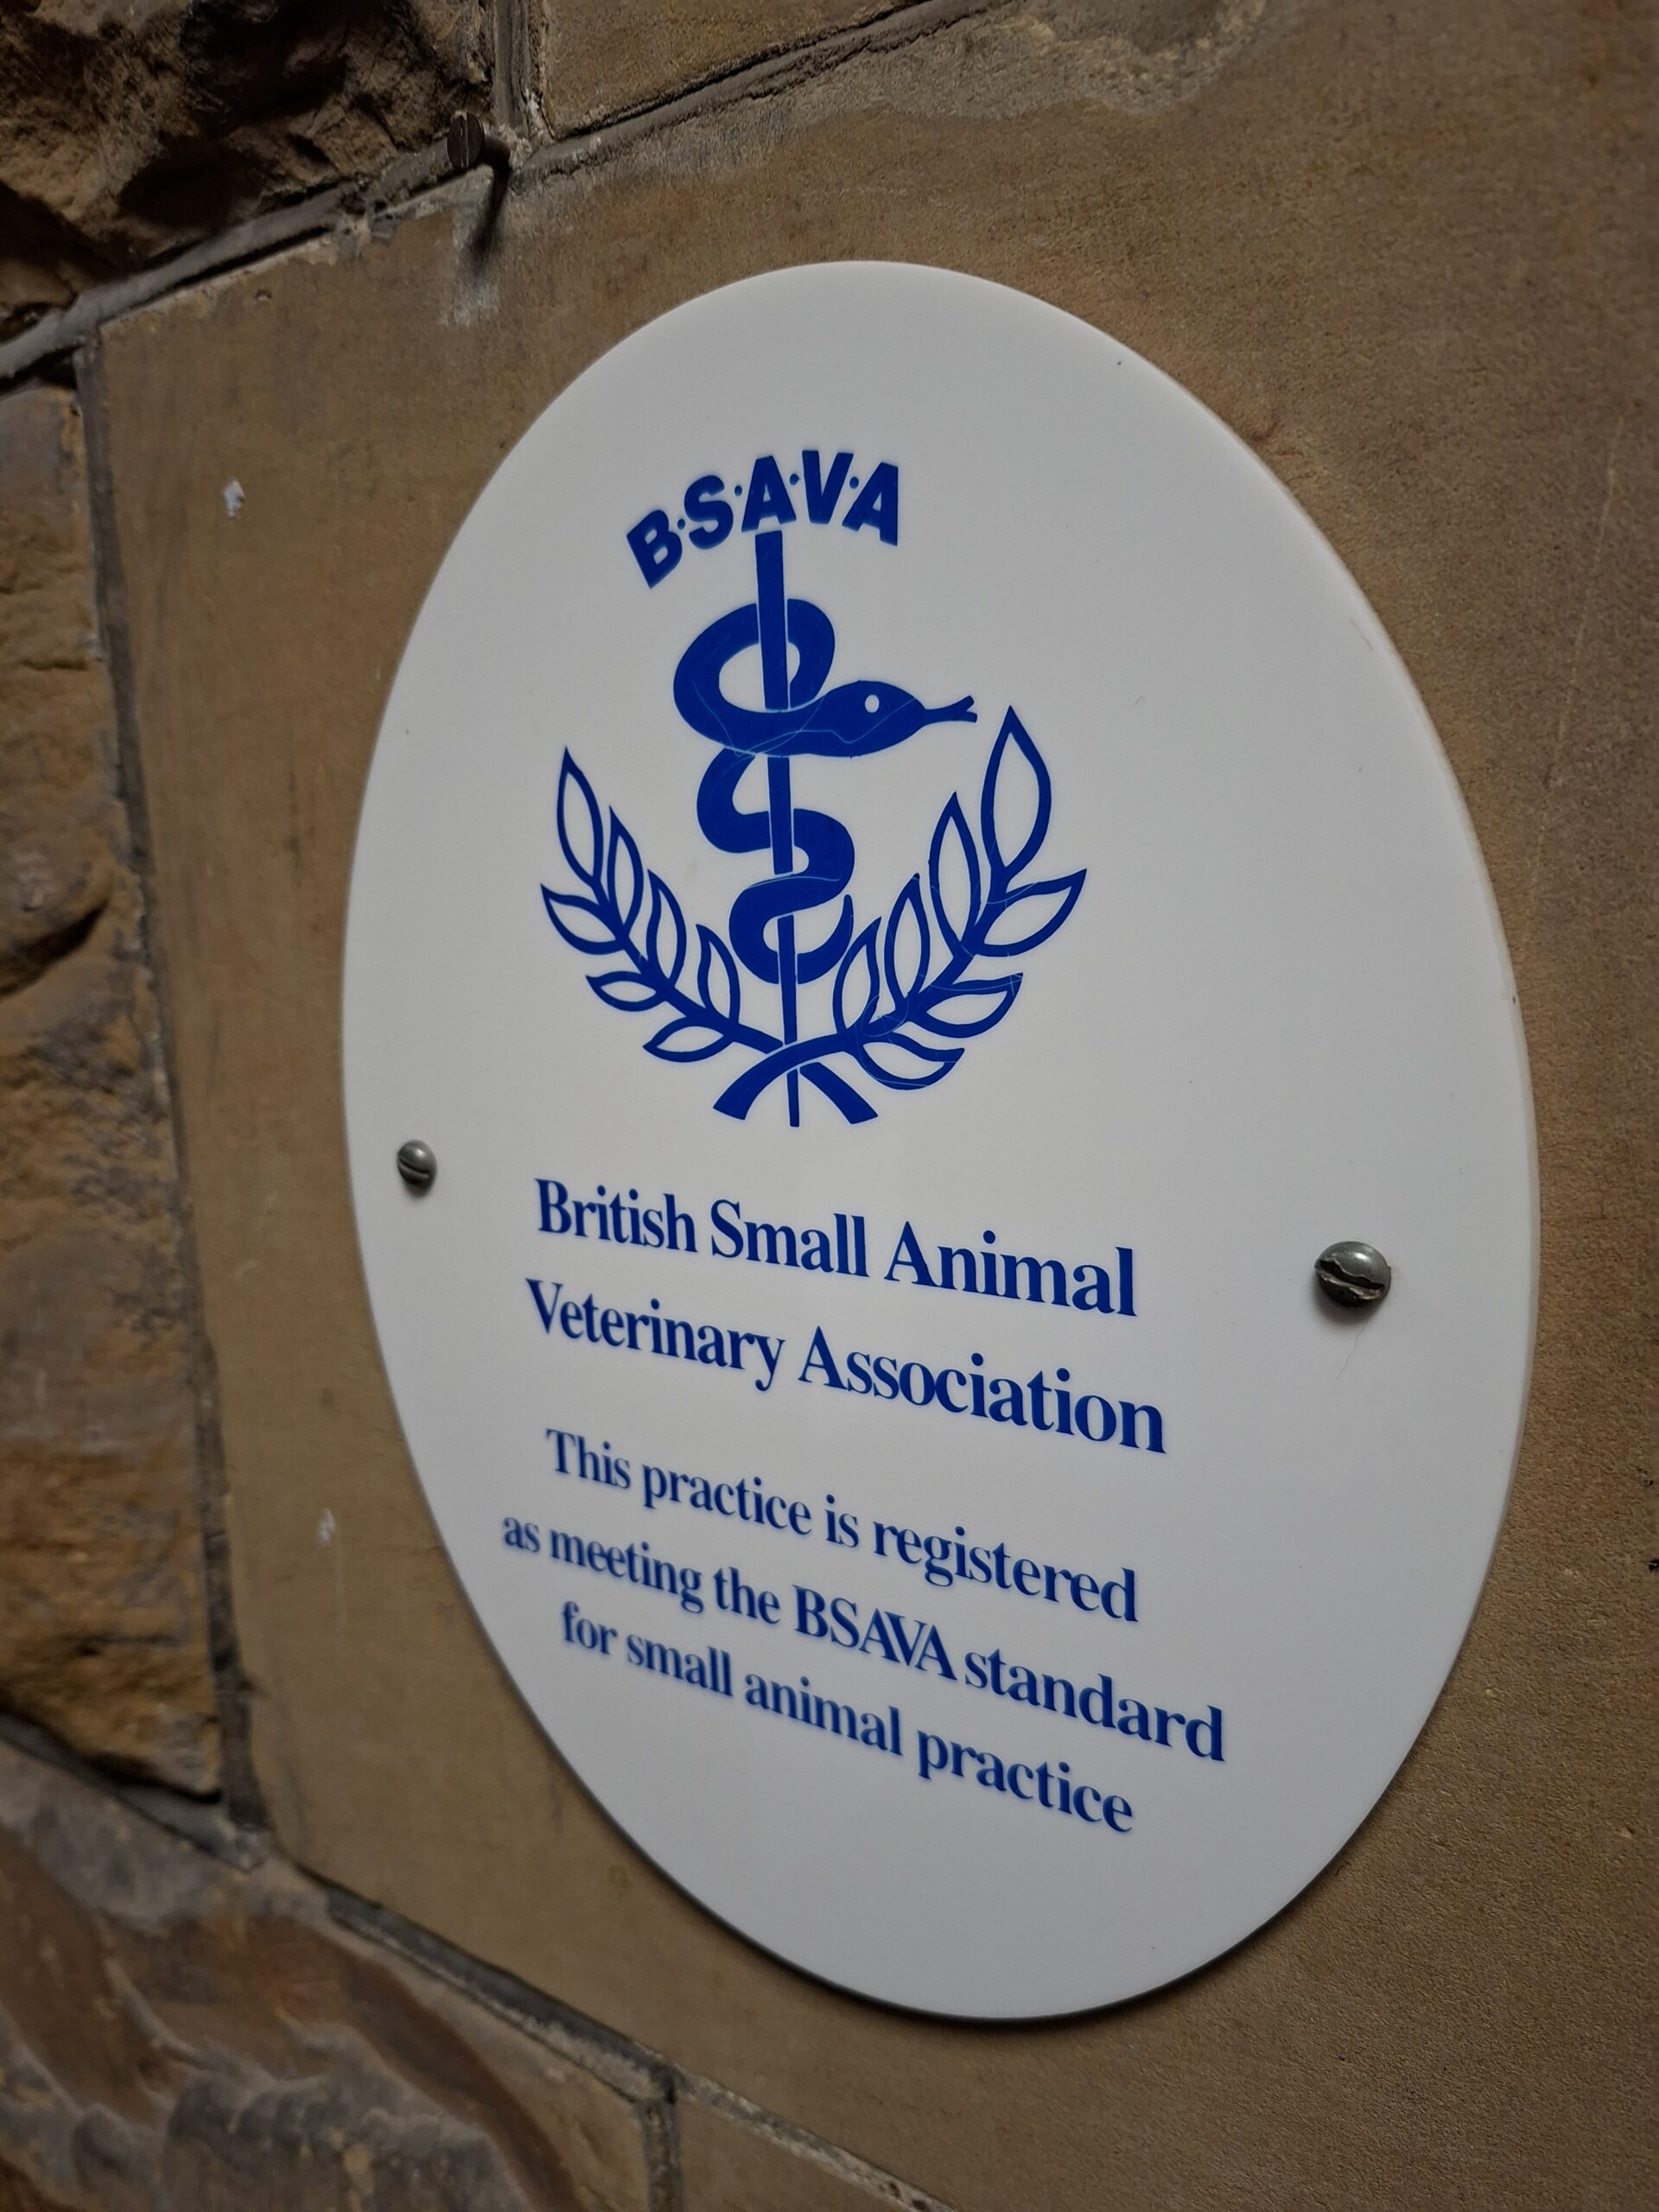 B·S·A·V·A
British Small Animal
Veterinary Association
This practice is registered
as meeting the BSAVA standard
for small animal practice